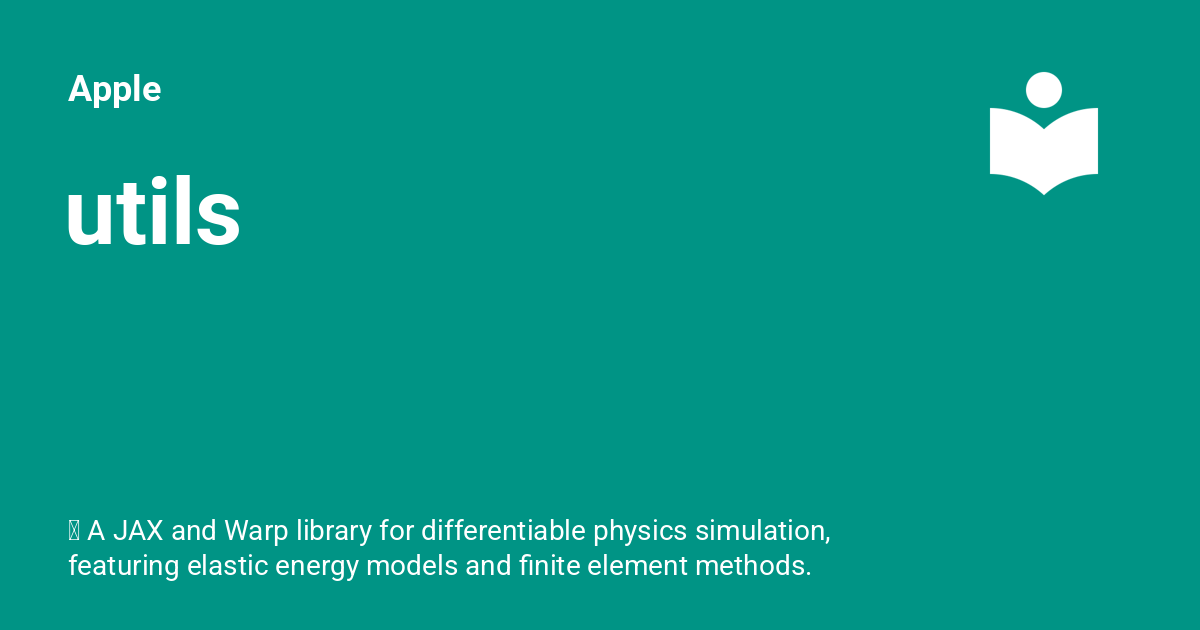 Apple
utils
A JAX and Warp library for differentiable physics simulation,
featuring elastic energy models and finite element methods.